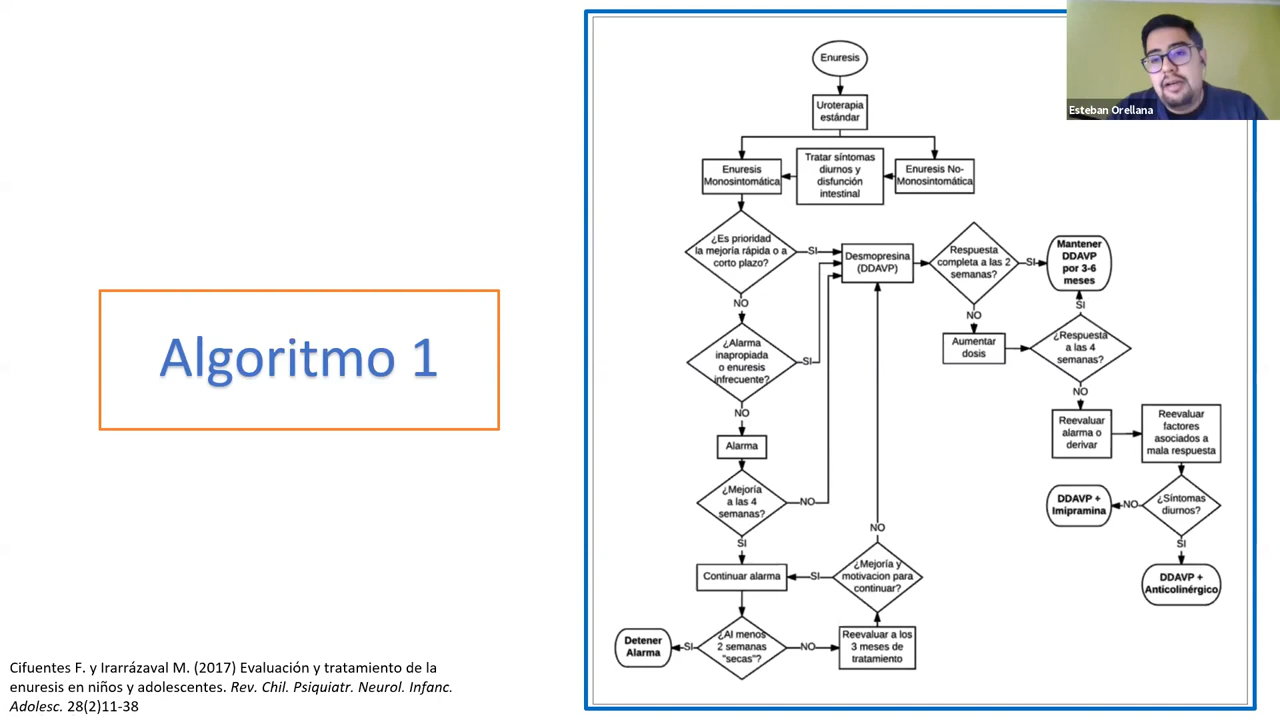 Esteban Orellana
Algoritmo 1
Cifuentes F. y Irarrázaval M. (2017) Evaluación y tratamiento de la
enuresis en niños y adolescentes. Rev. Chil. Psiquiatr. Neurol. Infanc.
Adolesc. 28(2)11-38
Enuresis
Uroterapia
estándar
Enuresis
Monosintomática
Tratar síntomas
diurnos y
disfunción
intestinal
Enuresis No-
Monosintomática
¿Es prioridad
la mejoría rápida o a
corto plazo?
SI
NO
Desmopresina
(DDAVP)
Respuesta
completa a las 2
semanas?
SI
Mantener
DDAVP
por 3-6
meses
NO
SI
Aumentar
dosis
¿Respuesta
a las 4
semanas?
NO
¿Alarma
inapropiada
o enuresis
infrecuente?
SI
NO
Alarma
Reevaluar
alarma o
derivar
Reevaluar
factores
asociados a
mala respuesta
¿Mejoría
a las 4
semanas?
NO
SI
DDAVP +
Imipramina
NO
¿Síntomas
diurnos?
SI
DDAVP +
Anticolinérgico
Continuar alarma
SI
¿Mejoría y
motivacion para
continuar?
NO
Detener
Alarma
SI
¿Al menos
2 semanas
"secas"?
NO
Reevaluar a los
3 meses de
tratamiento